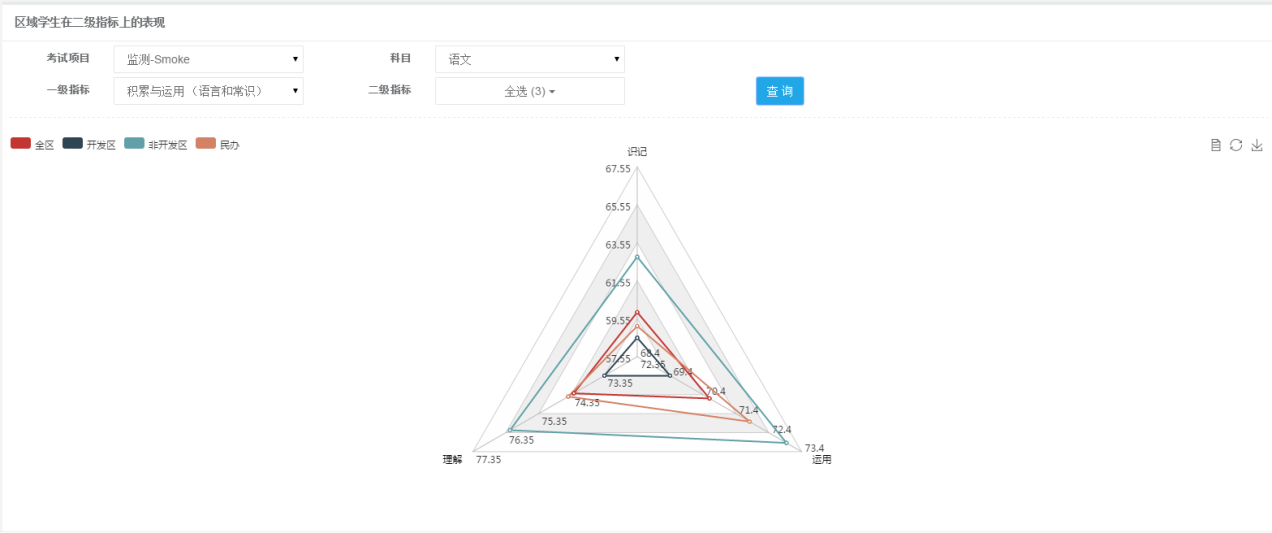 区域学生在二级指标上的表现
考试项目 监测-Smoke 科目 语文
一级指标 积累与运用（语言和常识） 二级指标 全选 (3) 查 询
全区 开发区 非开发区 民办
识记
67.55
65.55
63.55
61.55
59.55
57.55
68.4
72.35
69.4
73.35
70.4
74.35
71.4
75.35
72.4
76.35
73.4
理解 77.35 运用